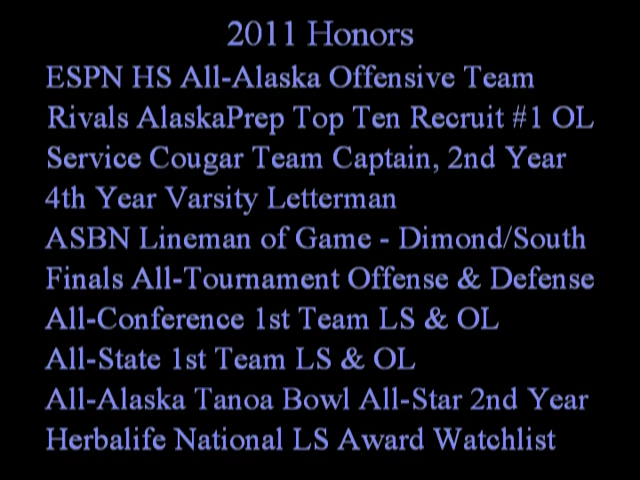 2011 Honors
ESPN HS All-Alaska Offensive Team
Rivals AlaskaPrep Top Ten Recruit #1 OL
Service Cougar Team Captain, 2nd Year
4th Year Varsity Letterman
ASBN Lineman of Game - Dimond/South
Finals All-Tournament Offense & Defense
All-Conference 1st Team LS & OL
All-State 1st Team LS & OL
All-Alaska Tanoa Bowl All-Star 2nd Year
Herbalife National LS Award Watchlist